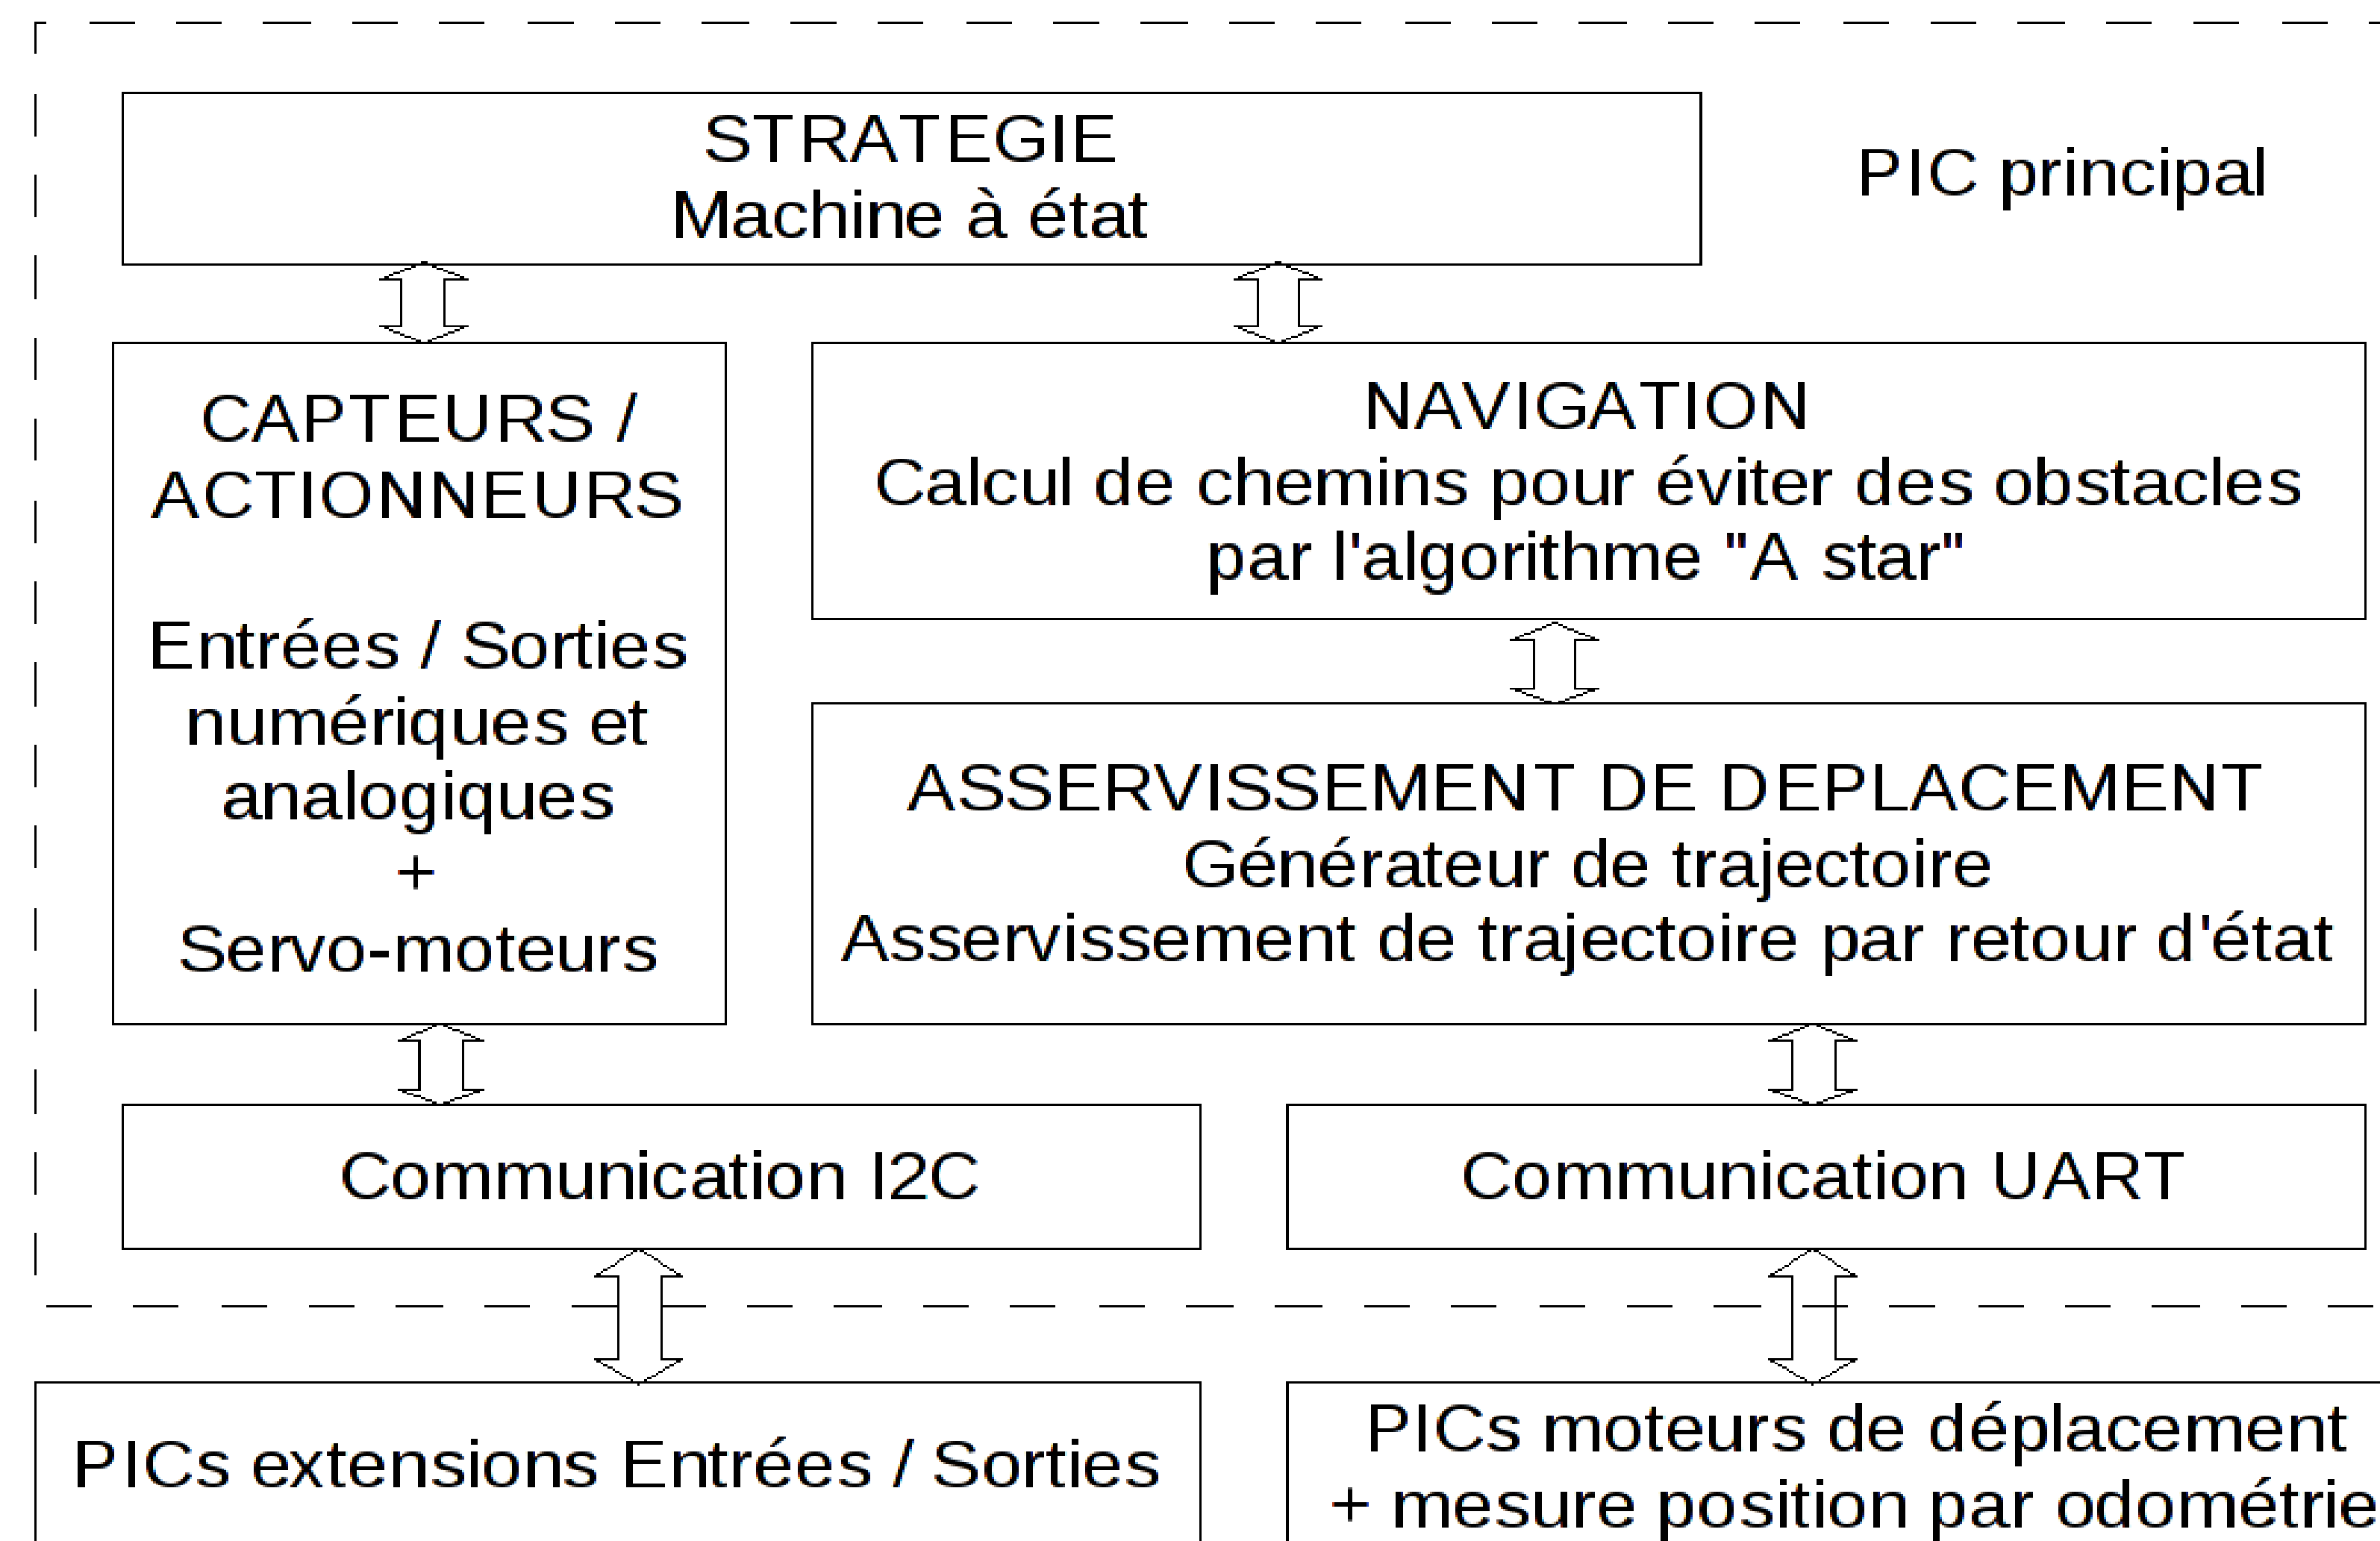 STRATEGIE
Machine à état
PIC principal
CAPTEURS /
ACTIONNEURS
Entrées / Sorties
numériques et
analogiques
+
Servo-moteurs
NAVIGATION
Calcul de chemins pour éviter des obstacles
par l'algorithme "A star"
ASSERVISSEMENT DE DEPLACEMENT
Générateur de trajectoire
Asservissement de trajectoire par retour d'état
Communication I2C
Communication UART
PICs extensions Entrées / Sorties
PICs moteurs de déplacement
+ mesure position par odométrie